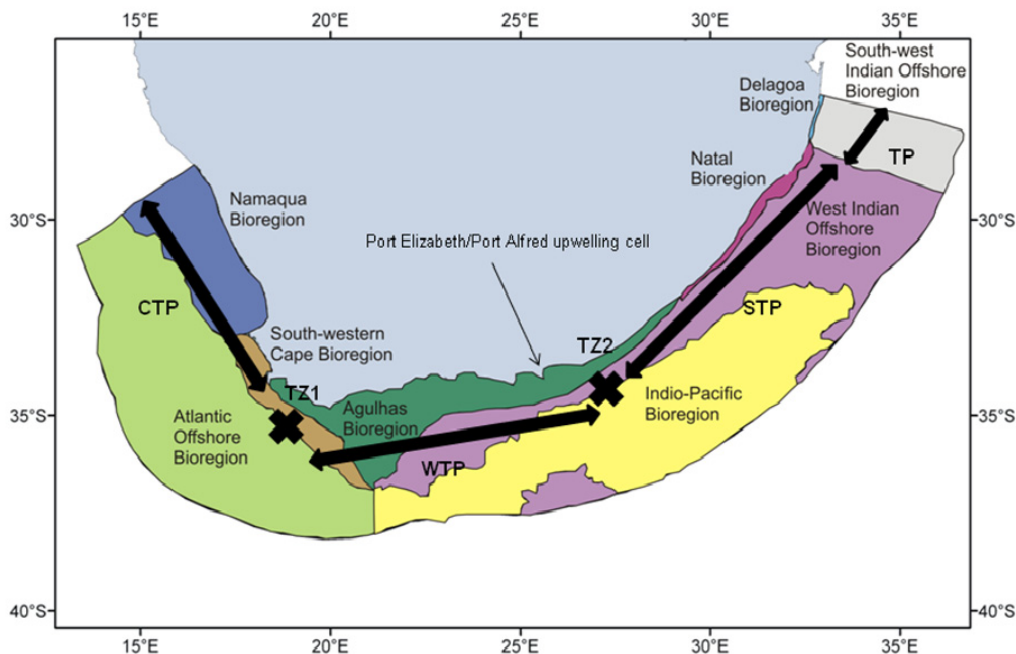 15°E 20°E 25°E 30°E 35°E
South-west
Indian Offshore
Bioregion
Delagoa
Bioregion
TP
Natal
Bioregion
Namaqua
Bioregion
30°S
30°S
West Indian
Offshore
Bioregion
Port Elizabeth/Port Alfred upwelling cell
CTP
STP
South-western
Cape Bioregion
TZ2
TZ1
Indio-Pacific
Bioregion
35°S
35°S
Agulhas
Bioregion
Atlantic
Offshore
Bioregion
WTP
40°S
40°S
15°E 20°E 25°E 30°E 35°E